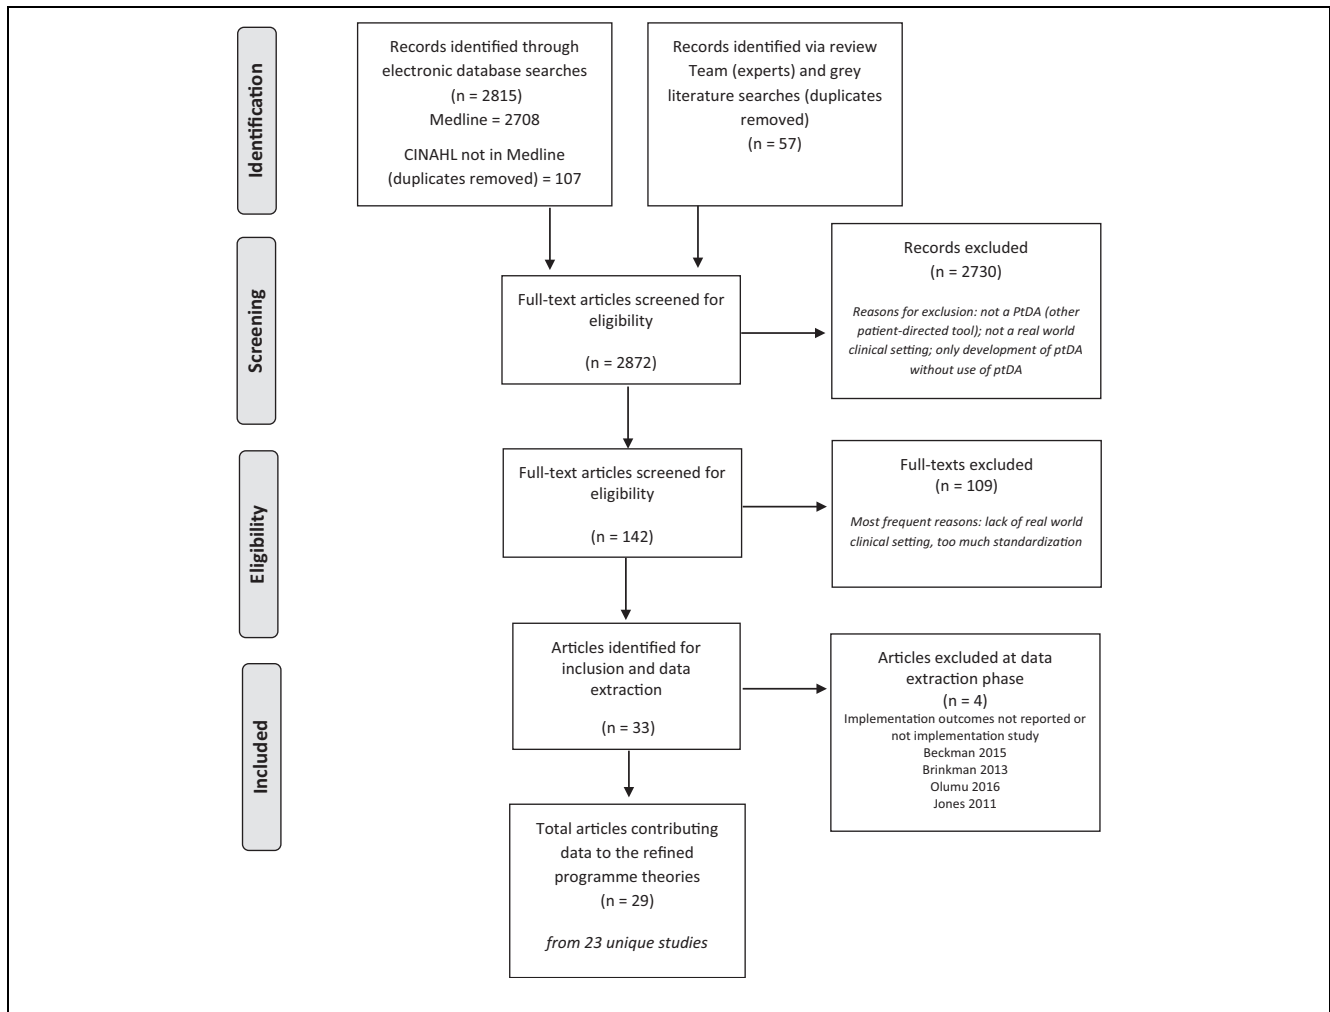 Identification
Records identified through
electronic database searches
(n = 2815)
Medline = 2708
CINAHL not in Medline
(duplicates removed) = 107
Records identified via review
Team (experts) and grey
literature searches (duplicates
removed)
(n = 57)
Screening
Full-text articles screened for
eligibility
(n = 2872)
Records excluded
(n = 2730)
Reasons for exclusion: not a PtDA (other
patient-directed tool); not a real world
clinical setting; only development of ptDA
without use of ptDA
Eligibility
Full-text articles screened for
eligibility
(n = 142)
Full-texts excluded
(n = 109)
Most frequent reasons: lack of real world
clinical setting, too much standardization
Included
Articles identified for
inclusion and data
extraction
(n = 33)
Articles excluded at data
extraction phase
(n = 4)
Implementation outcomes not reported or
not implementation study
Beckman 2015
Brinkman 2013
Olumu 2016
Jones 2011
Total articles contributing
data to the refined
programme theories
(n = 29)
from 23 unique studies